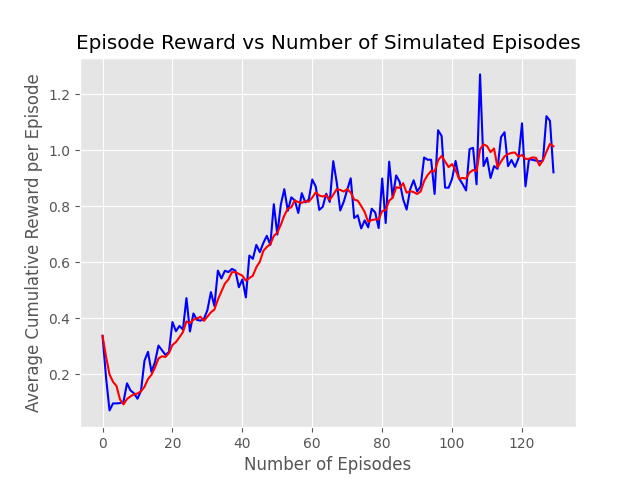 Episode Reward vs Number of Simulated Episodes
Average Cumulative Reward per Episode
1.2
1.0
0.8
0.6
0.4
0.2
0 20 40 60 80 100 120
Number of Episodes